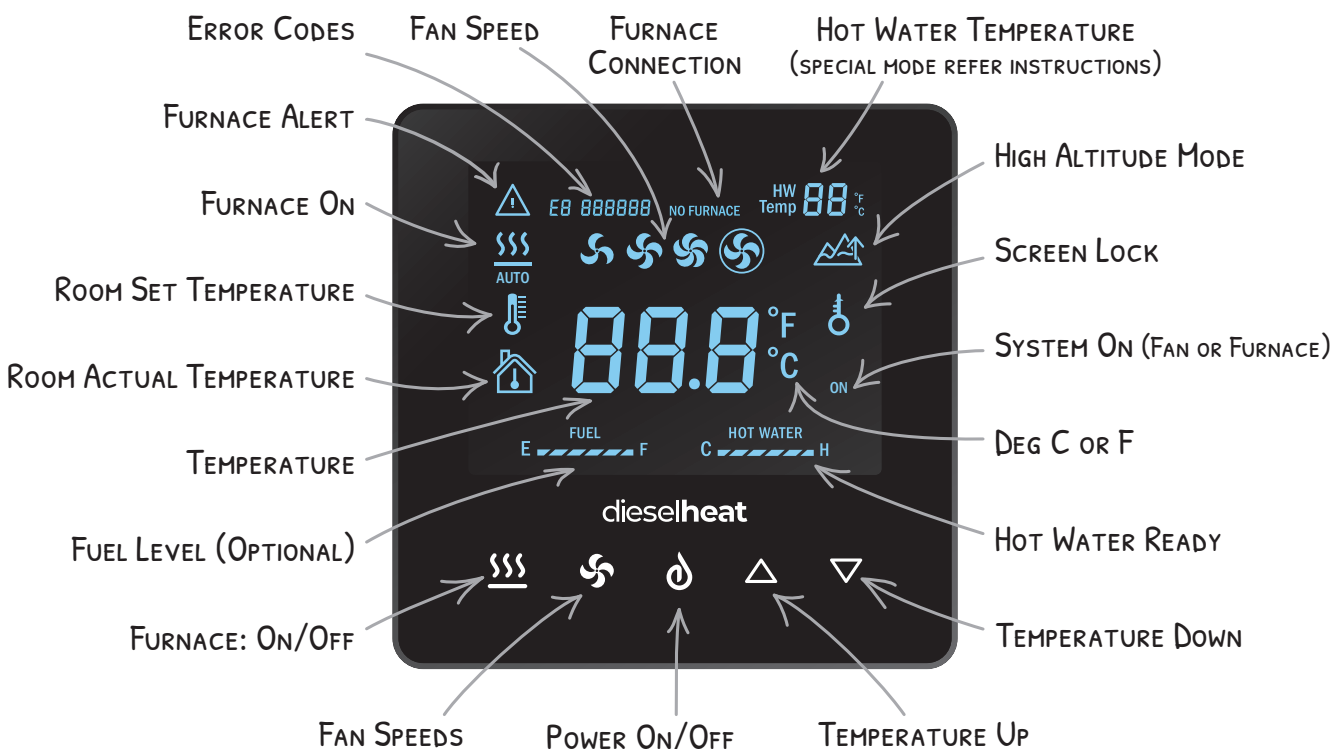 Error Codes
Fan Speed
Furnace
Connection
Hot Water Temperature
(special mode refer instructions)
Furnace Alert
High Altitude Mode
Furnace On
Screen Lock
Room Set Temperature
System On (Fan or Furnace)
Room Actual Temperature
Temperature
Deg C or F
Fuel Level (Optional)
Hot Water Ready
Furnace: On/Off
Temperature Down
Fan Speeds
Power On/Off
Temperature Up
E8 888888
NO FURNACE
HW
Temp 88 °F
°C
AUTO
88.8 °F
°C
ON
FUEL
E F
HOT WATER
C H
dieselheat